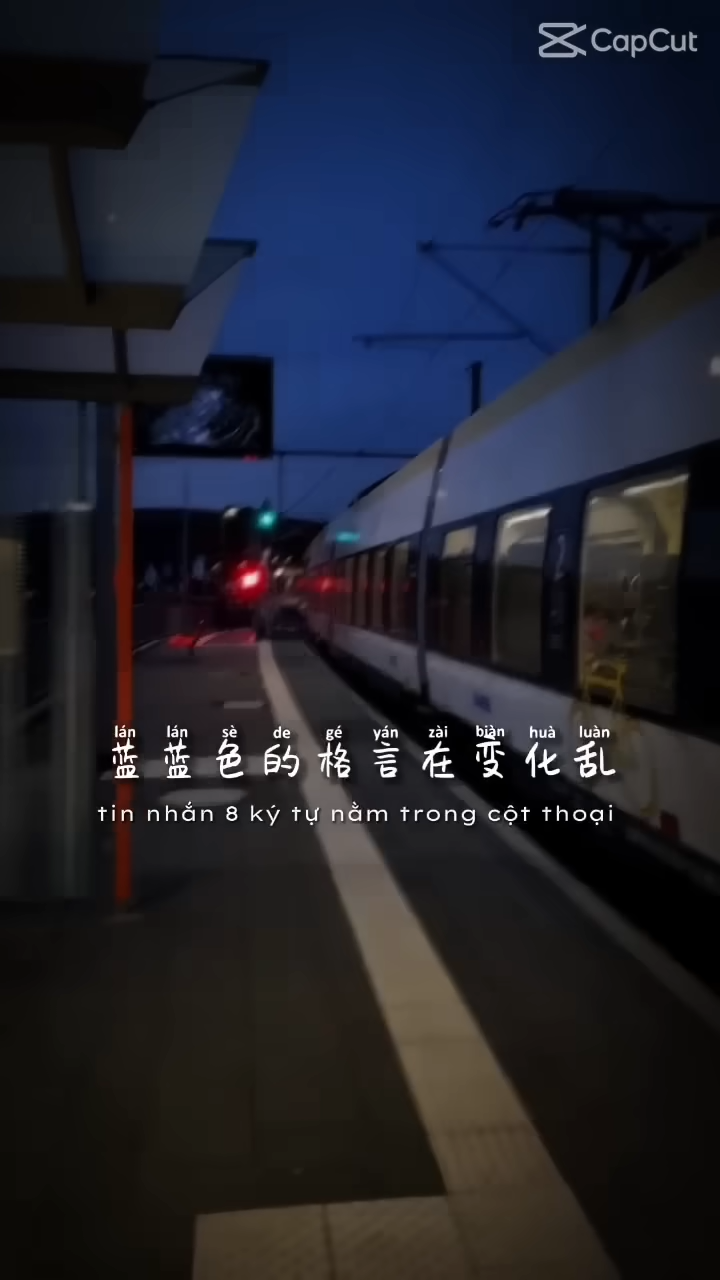 CapCut
lán lán sè de gé yán zài biàn huà luàn
蓝蓝色的格言在变化乱
tin nhắn 8 ký tự nằm trong cột thoại